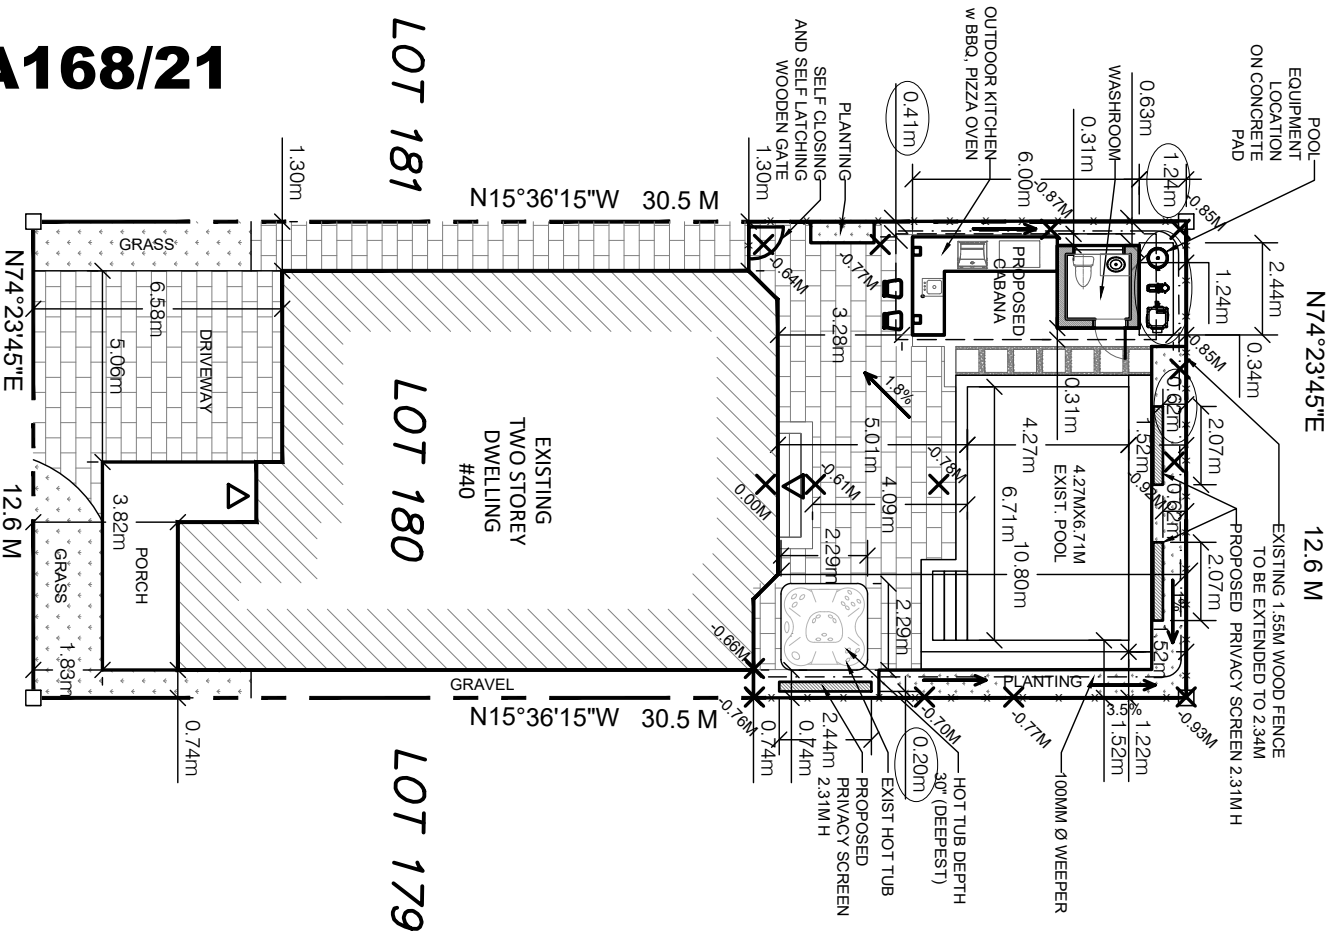 A168/21
LOT 181
LOT 180
LOT 179
N15°36'15"W 30.5 M
N15°36'15"W 30.5 M
N74°23'45"E 12.6 M
N74°23'45"E 12.6 M
POOL
EQUIPMENT
LOCATION
ON CONCRETE
PAD
WASHROOM
OUTDOOR KITCHEN
w BBQ, PIZZA OVEN
PLANTING
SELF CLOSING
AND SELF LATCHING
WOODEN GATE
0.63m
0.31m
1.24m
0.41m
6.00m
1.30m
1.30m
-0.87M
-0.85M
-0.64M
-0.77M
2.44m
1.24m
0.34m
-0.85M
PROPOSED
CABANA
3.28m
1.8%
0.31m
0.62m
2.07m
1.52m
-0.92M
0.62m
2.07m
5.01m
4.27m
4.27MX6.71M
EXIST. POOL
6.71m
10.80m
-0.78M
-0.61M
0.00M
4.09m
2.29m
2.29m
1%
EXISTING 1.55M WOOD FENCE
TO BE EXTENDED TO 2.34M
PROPOSED PRIVACY SCREEN 2.31M H
GRASS
DRIVEWAY
6.58m
5.06m
3.82m
PORCH
GRASS
1.83m
0.74m
EXISTING
TWO STOREY
DWELLING
#40
GRAVEL
-0.66M
-0.76M
PLANTING
3.5%
-0.93M
-0.70M
-0.77M
0.74m
0.74m
2.44m
0.20m
1.52m
1.22m
PROPOSED
PRIVACY SCREEN
2.31M H
EXIST HOT TUB
HOT TUB DEPTH
30" (DEEPEST)
100MM Ø WEEPER